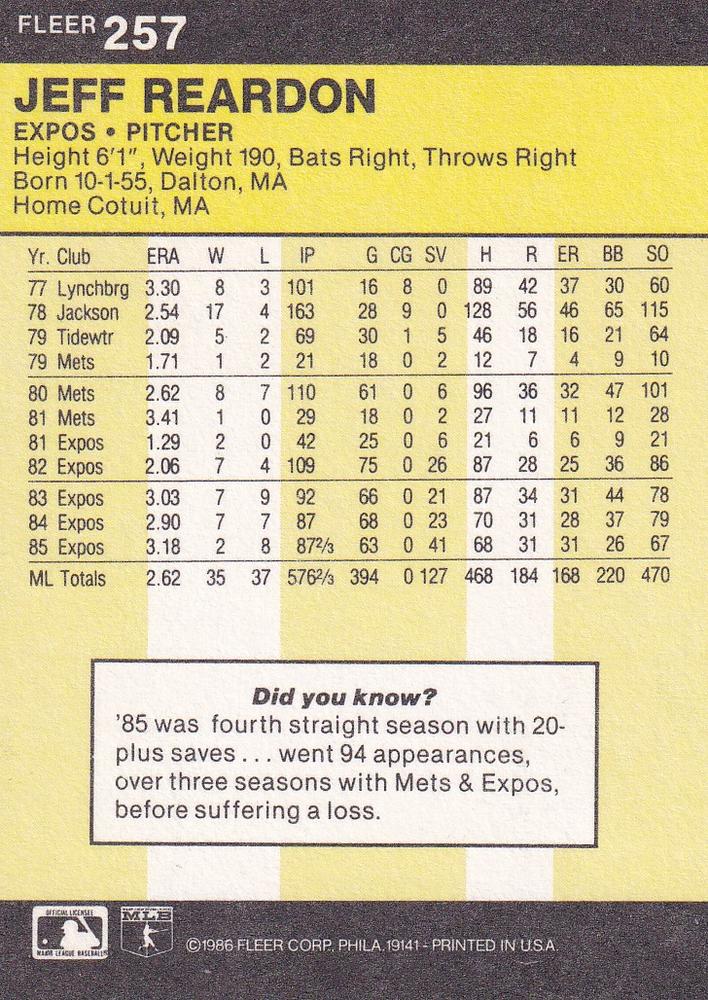 FLEER 257
JEFF REARDON
EXPOS • PITCHER
Height 6'1", Weight 190, Bats Right, Throws Right
Born 10-1-55, Dalton, MA
Home Cotuit, MA
Yr. Club ERA W L IP G CG SV H R ER BB SO
77 Lynchbrg 3.30 8 3 101 16 8 0 89 42 37 30 60
78 Jackson 2.54 17 4 163 28 9 0 128 56 46 65 115
79 Tidewtr 2.09 5 2 69 30 1 5 46 18 16 21 64
79 Mets 1.71 1 2 21 18 0 2 12 7 4 9 10
80 Mets 2.62 8 7 110 61 0 6 96 36 32 47 101
81 Mets 3.41 1 0 29 18 0 2 27 11 11 12 28
81 Expos 1.29 2 0 42 25 0 6 21 6 6 9 21
82 Expos 2.06 7 4 109 75 0 26 87 28 25 36 86
83 Expos 3.03 7 9 92 66 0 21 87 34 31 44 78
84 Expos 2.90 7 7 87 68 0 23 70 31 28 37 79
85 Expos 3.18 2 8 87⅔ 63 0 41 68 31 31 26 67
ML Totals 2.62 35 37 576⅔ 394 0 127 468 184 168 220 470
Did you know?
'85 was fourth straight season with 20-
plus saves . . . went 94 appearances,
over three seasons with Mets & Expos,
before suffering a loss.
OFFICIAL LICENSEE
MAJOR LEAGUE BASEBALL
MLB
©1986 FLEER CORP., PHILA. 19141 - PRINTED IN U.S.A.